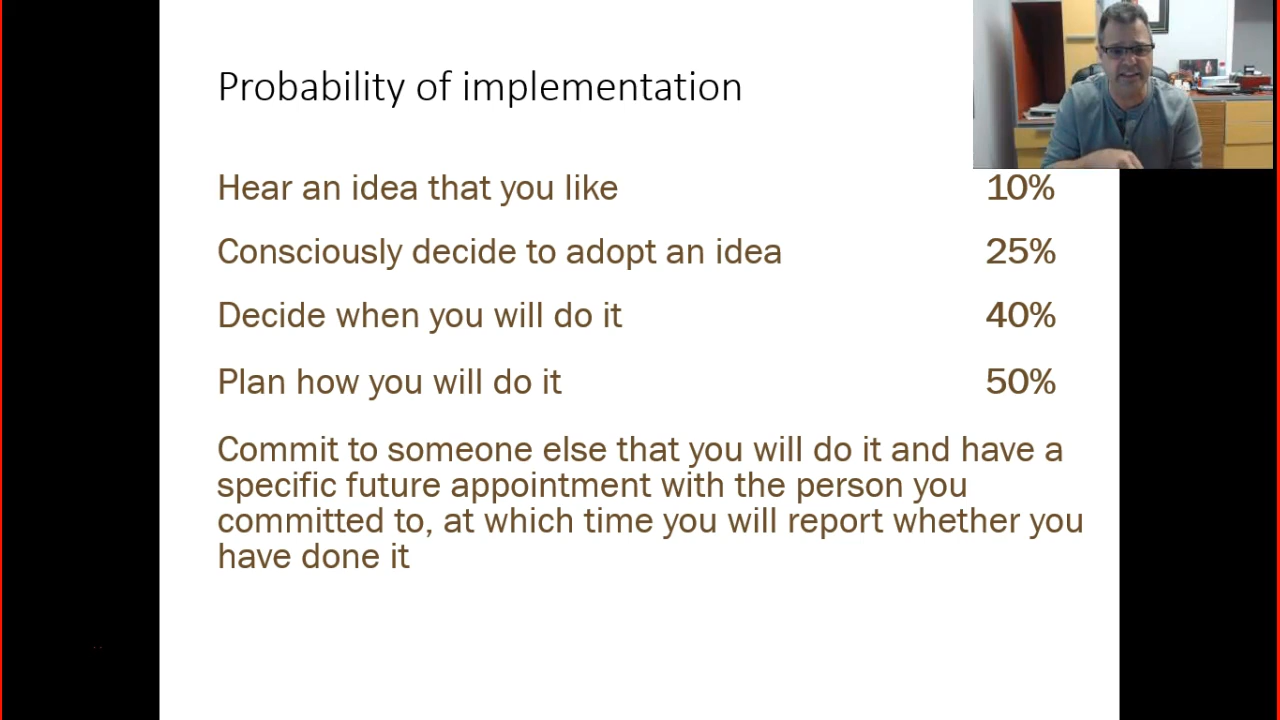 Probability of implementation
Hear an idea that you like 10%
Consciously decide to adopt an idea 25%
Decide when you will do it 40%
Plan how you will do it 50%
Commit to someone else that you will do it and have a
specific future appointment with the person you
committed to, at which time you will report whether you
have done it